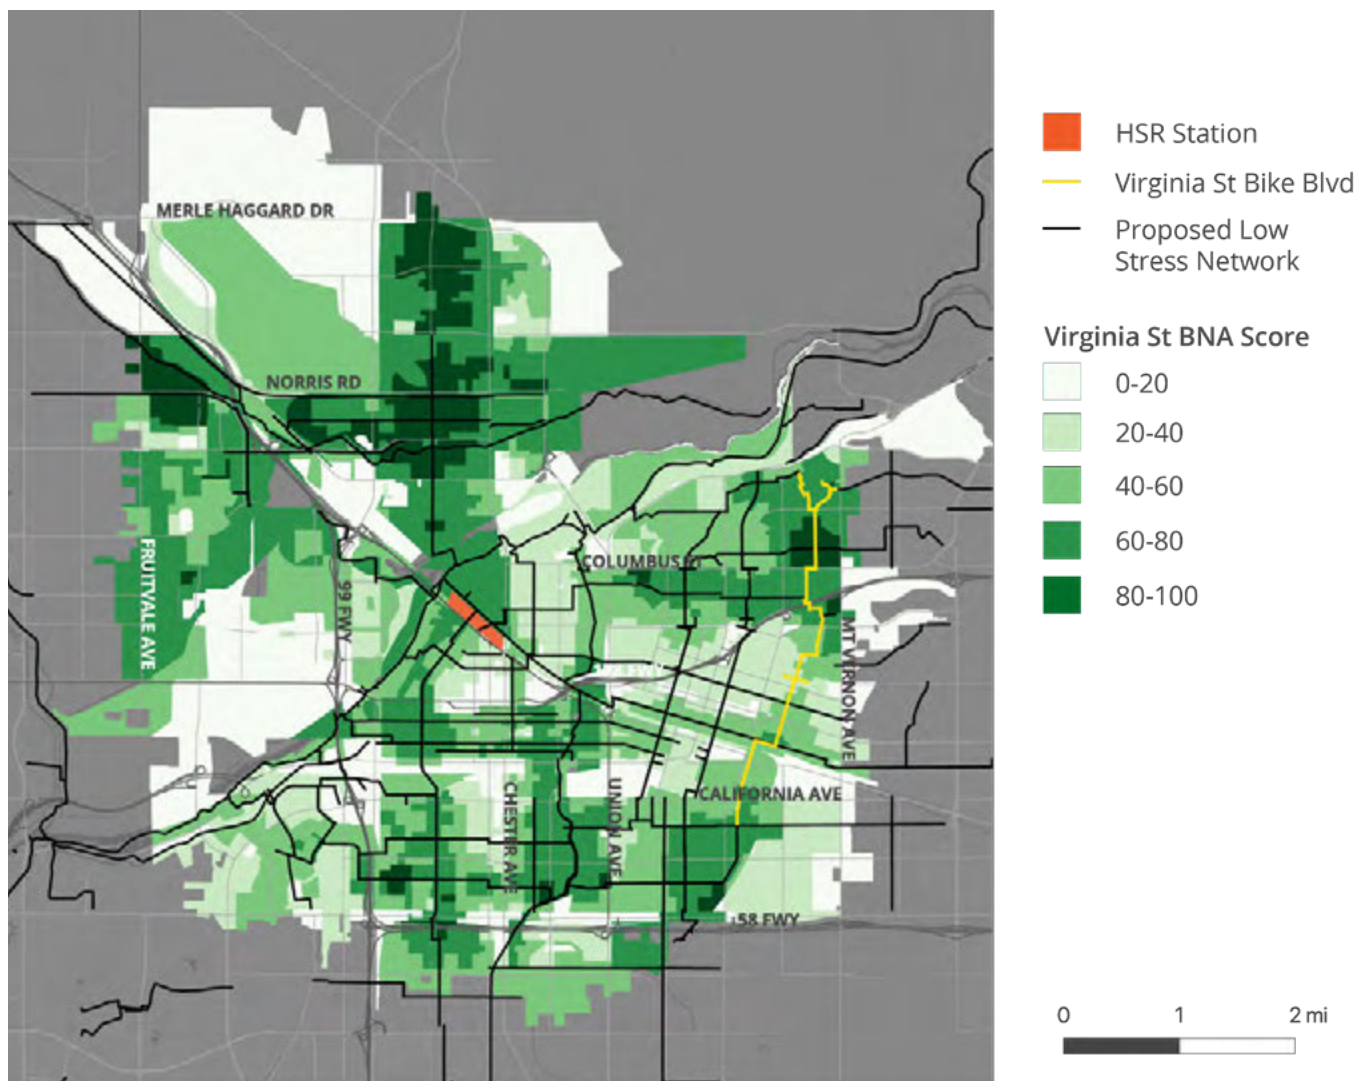 MERLE HAGGARD DR
NORRIS RD
COLUMBUS ST
FRUITVALE AVE
99 FWY
MT VERNON AVE
CALIFORNIA AVE
CHESTER AVE
UNION AVE
58 FWY
HSR Station
Virginia St Bike Blvd
Proposed Low
Stress Network
Virginia St BNA Score
0-20
20-40
40-60
60-80
80-100
0 1 2 mi